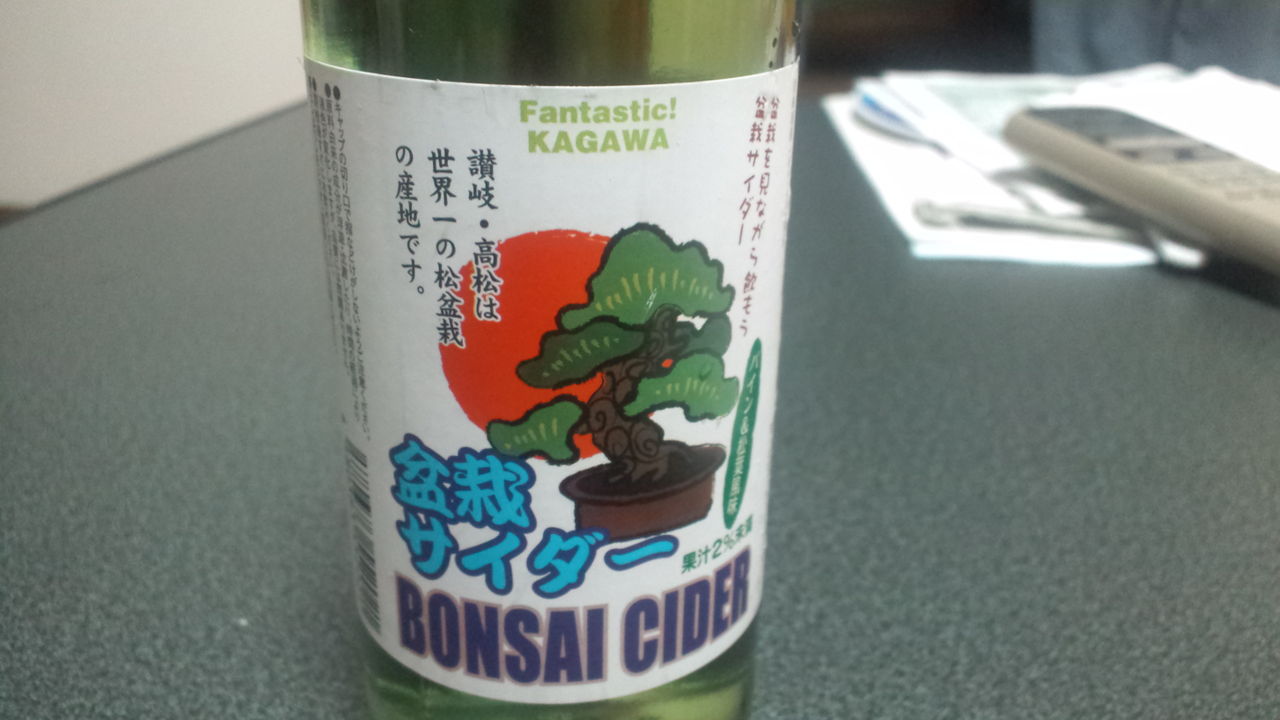 Fantastic!
KAGAWA
盆栽を見ながら飲もう
盆栽サイダー
讃岐・高松は
世界一の松盆栽
の産地です。
パイン&松葉風味
盆栽
サイダー
果汁2%未満
BONSAI CIDER